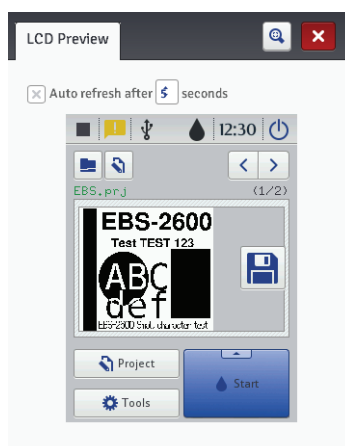 LCD Preview
Auto refresh after 5 seconds
12:30
EBS.prj (1/2)
EBS-2600
Test TEST 123
ABC
def
Project
Start
Tools